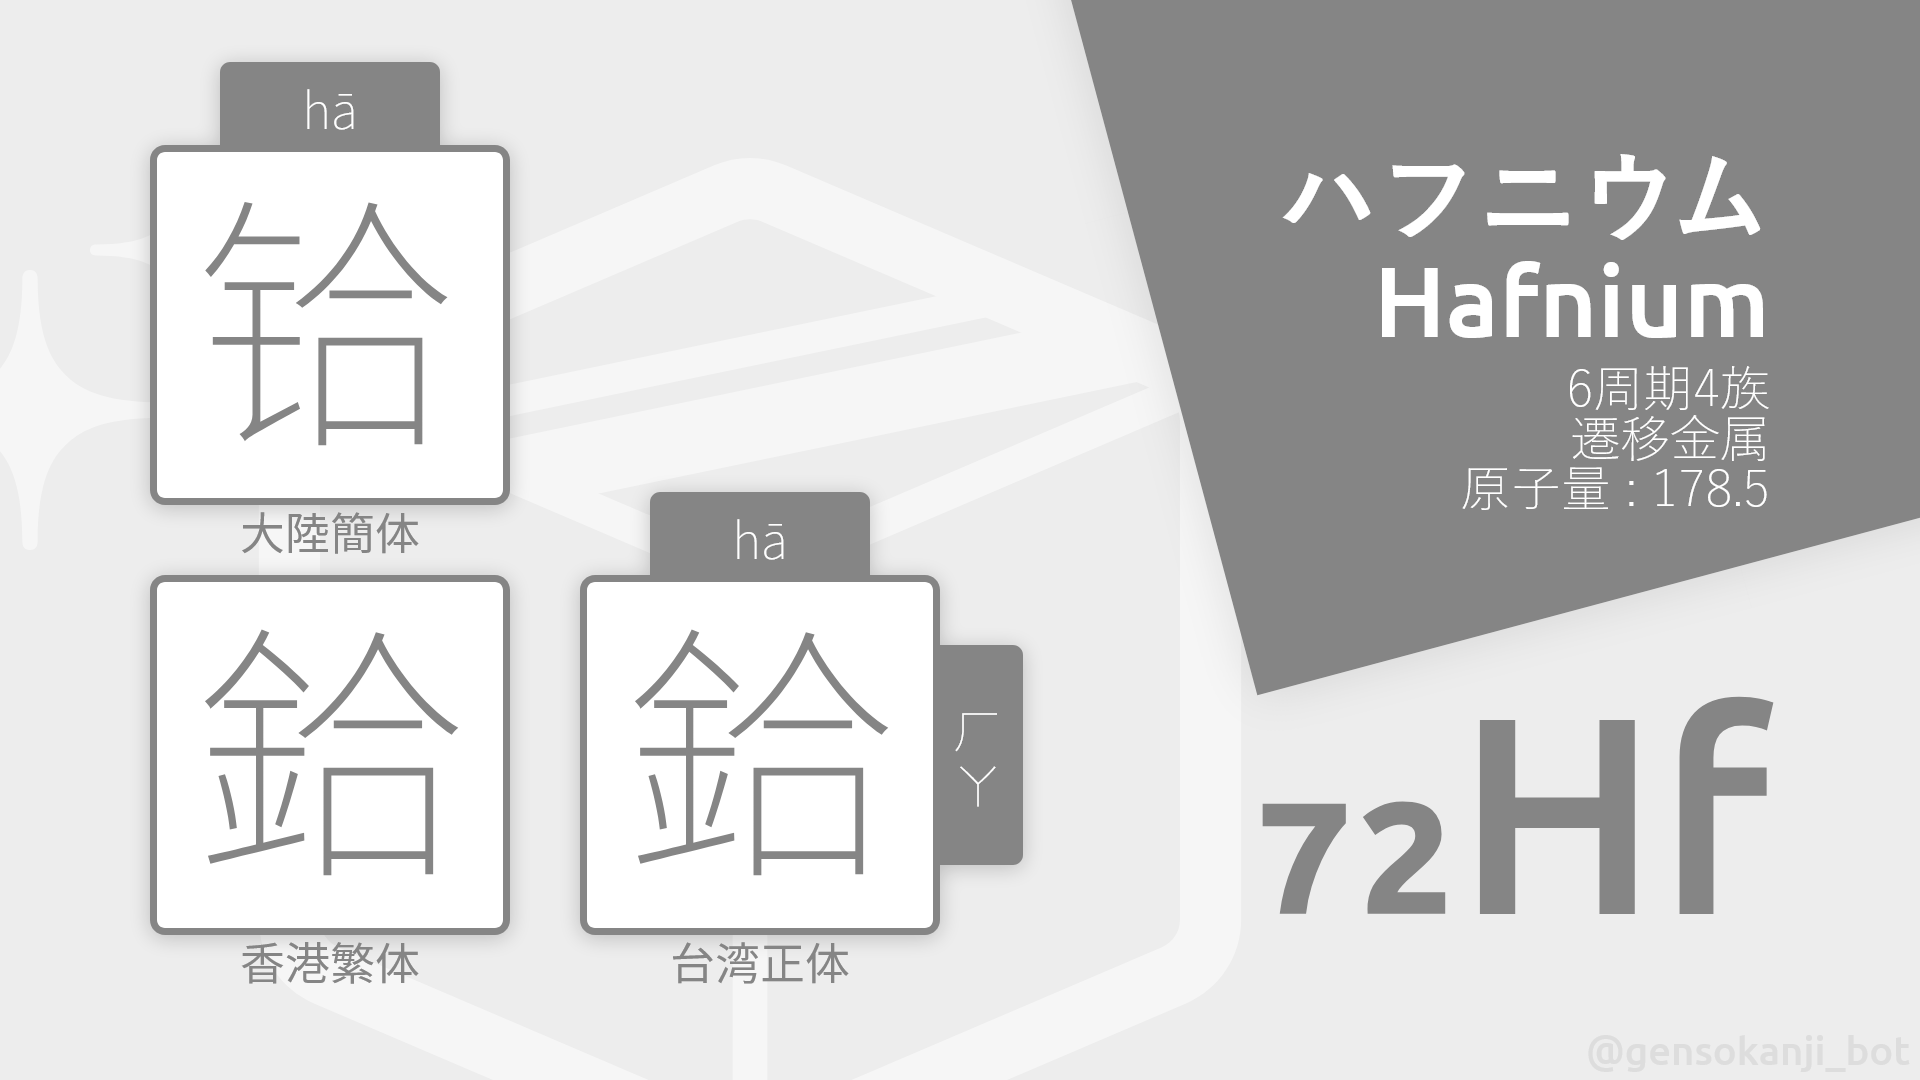 hā
铪
大陸簡体
鉿
香港繁体
hā
鉿
ㄏㄚ
台湾正体
ハフニウム
Hafnium
6周期4族
遷移金属
原子量 : 178.5
72Hf
@gensokanji_bot